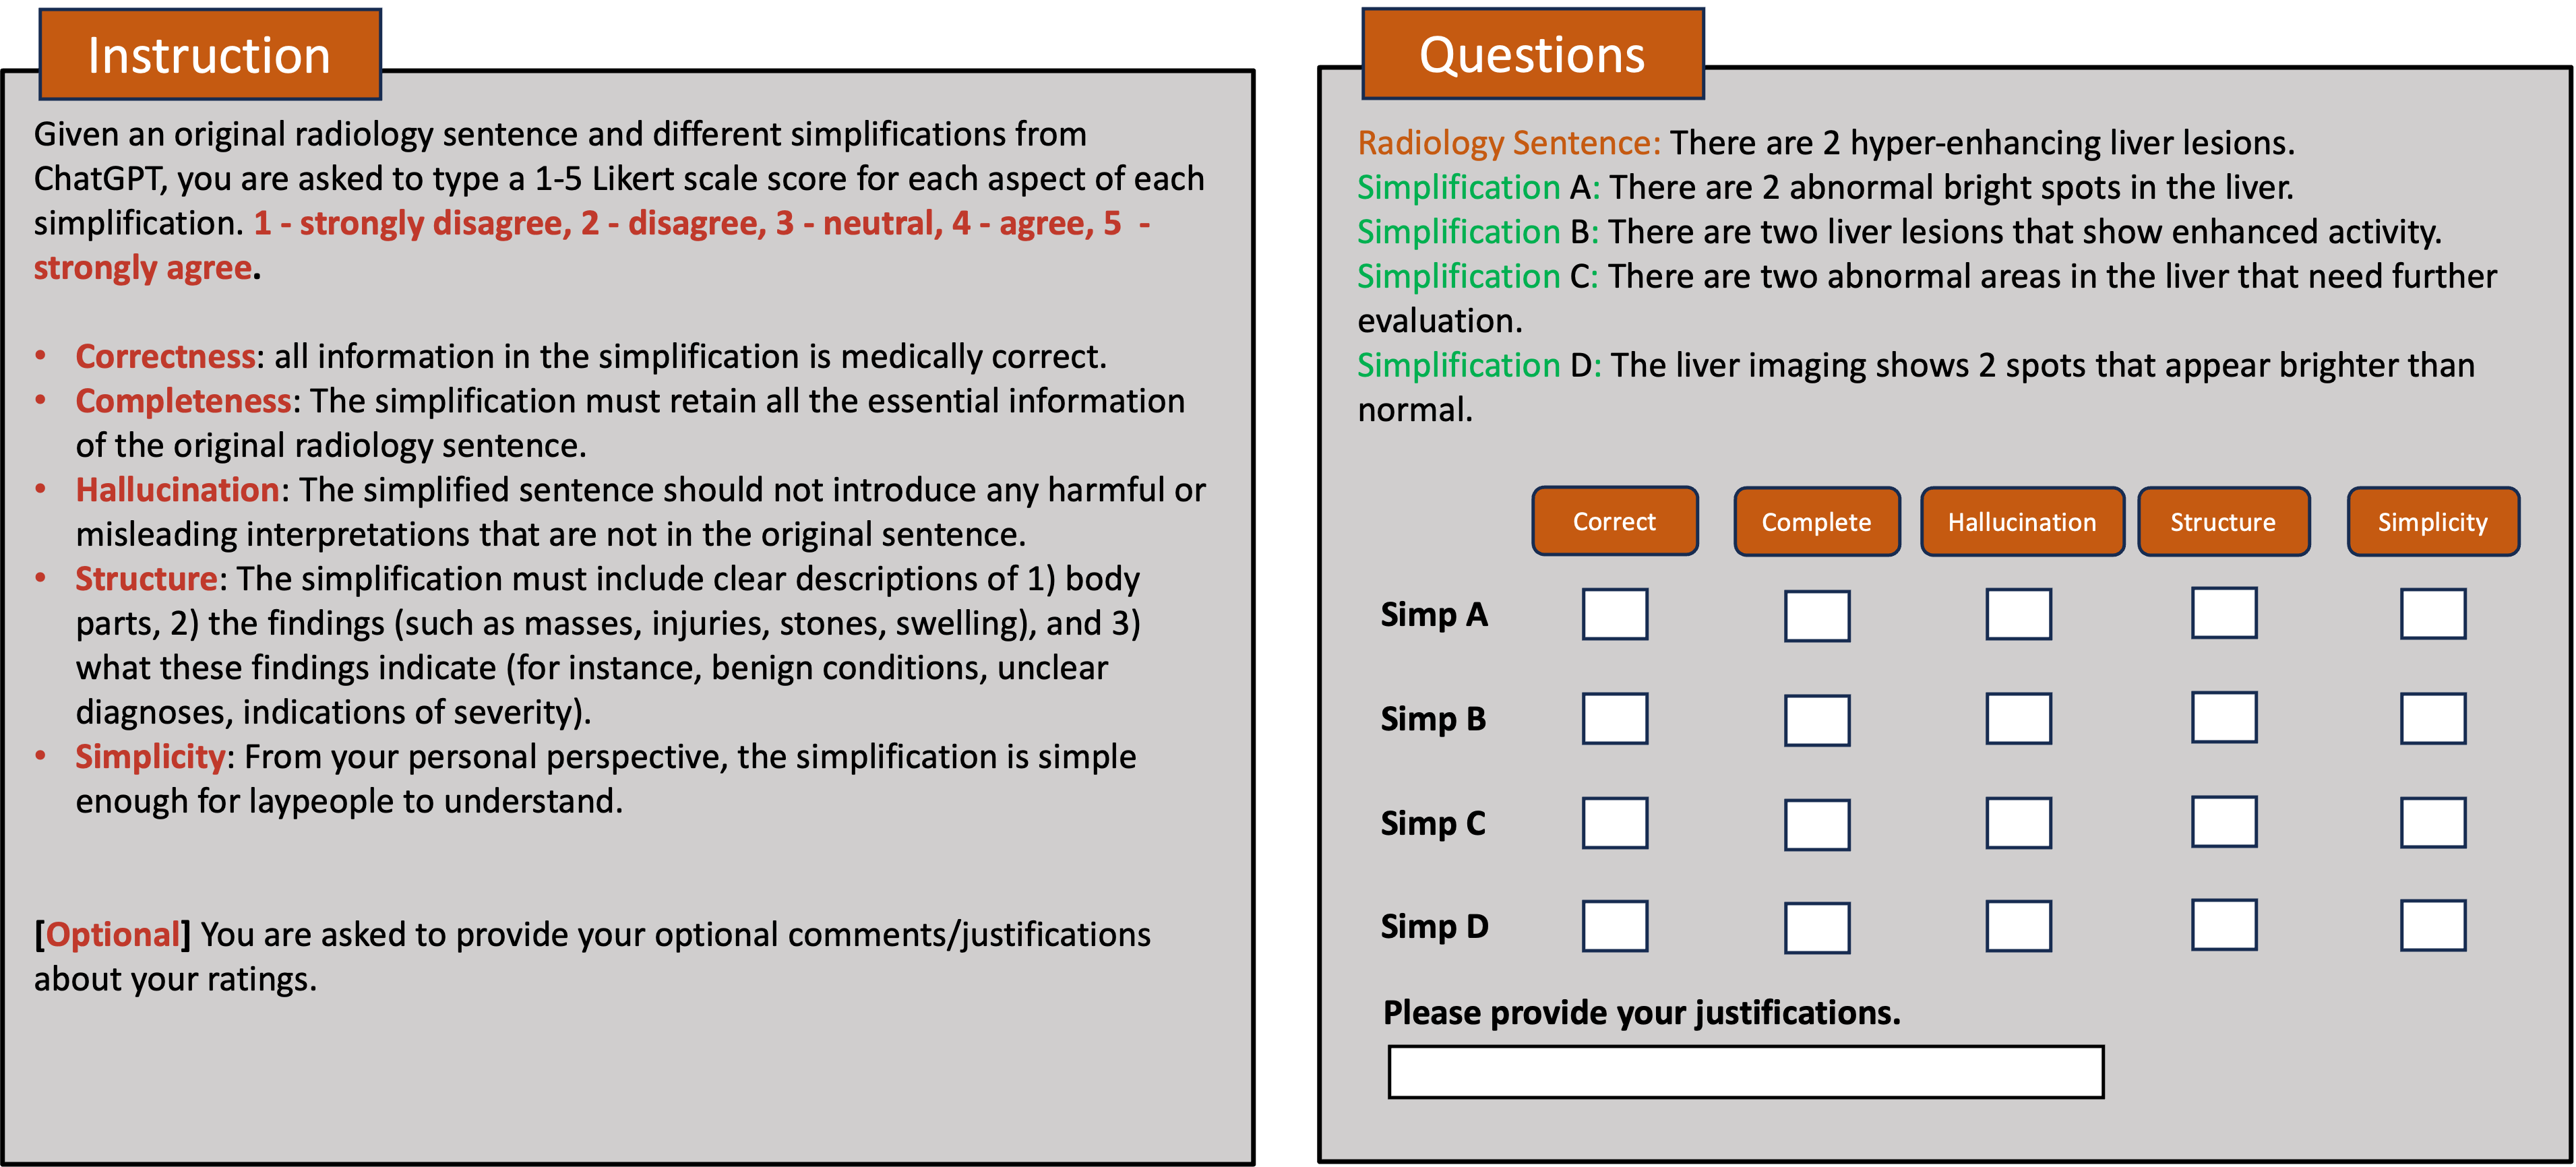 Instruction
Given an original radiology sentence and different simplifications from
ChatGPT, you are asked to type a 1-5 Likert scale score for each aspect of each
simplification. 1 - strongly disagree, 2 - disagree, 3 - neutral, 4 - agree, 5 -
strongly agree.
• Correctness: all information in the simplification is medically correct.
• Completeness: The simplification must retain all the essential information
of the original radiology sentence.
• Hallucination: The simplified sentence should not introduce any harmful or
misleading interpretations that are not in the original sentence.
• Structure: The simplification must include clear descriptions of 1) body
parts, 2) the findings (such as masses, injuries, stones, swelling), and 3)
what these findings indicate (for instance, benign conditions, unclear
diagnoses, indications of severity).
• Simplicity: From your personal perspective, the simplification is simple
enough for laypeople to understand.
[Optional] You are asked to provide your optional comments/justifications
about your ratings.
Questions
Radiology Sentence: There are 2 hyper-enhancing liver lesions.
Simplification A: There are 2 abnormal bright spots in the liver.
Simplification B: There are two liver lesions that show enhanced activity.
Simplification C: There are two abnormal areas in the liver that need further
evaluation.
Simplification D: The liver imaging shows 2 spots that appear brighter than
normal.
Correct Complete Hallucination Structure Simplicity
Simp A
Simp B
Simp C
Simp D
Please provide your justifications.